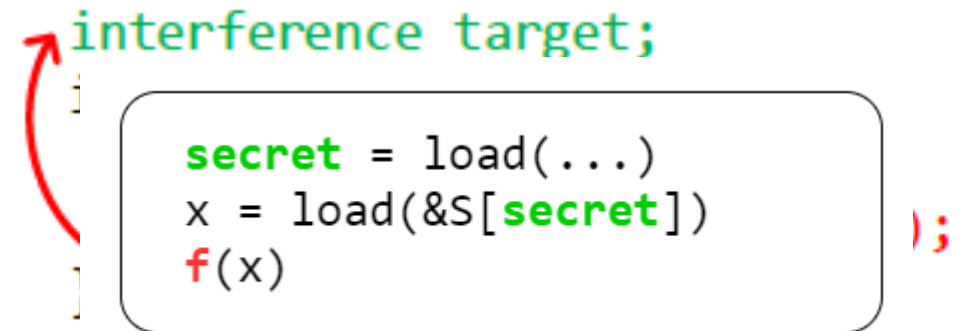 interference target;
secret = load(...)
x = load(&S[secret])
);
f(x)